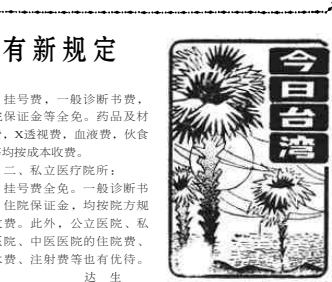 有新规定
挂号费，一般诊断书费，
保证金等全免。药品及材
，X透视费，血液费，伙食
均按成本收费。
二、私立医疗院所：
挂号费全免。一般诊断书
住院保证金，均按院方规
费。此外，公立医院、私
医院、中医医院的住院费、
费、注射费等也有优待。
达 生
今日台湾